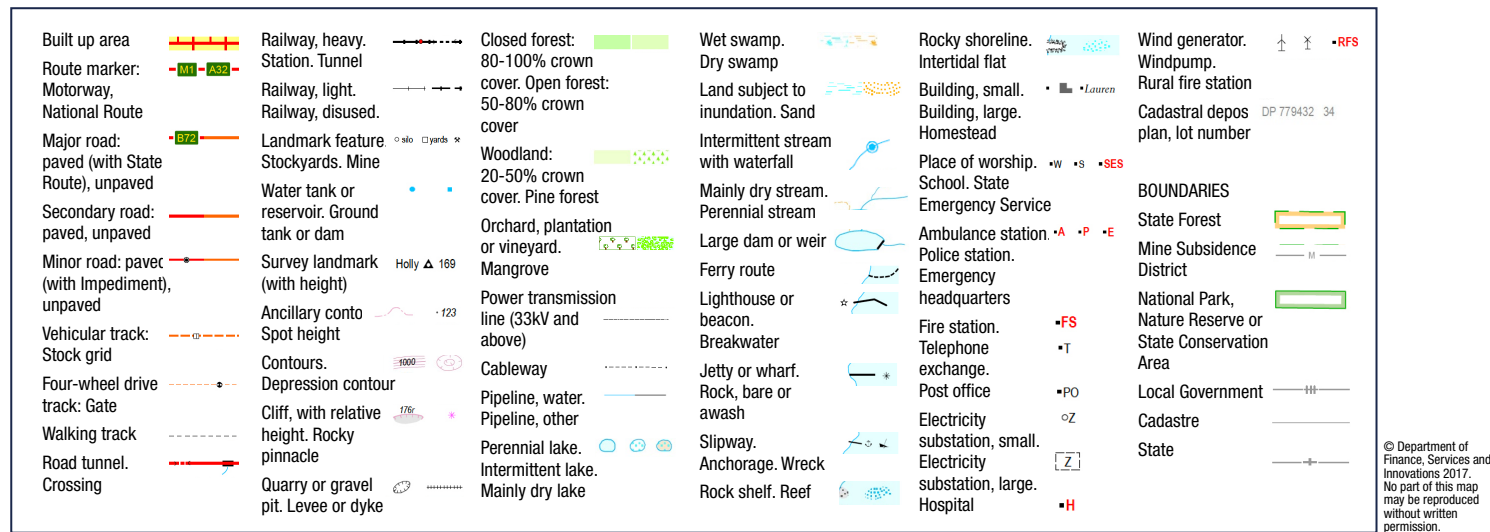 Built up area
Route marker:
Motorway,
National Route
M1 A32
Major road:
paved (with State
Route), unpaved
B72
Secondary road:
paved, unpaved
Minor road: paved
(with Impediment),
unpaved
Vehicular track:
Stock grid
Four-wheel drive
track: Gate
Walking track
Road tunnel.
Crossing
Railway, heavy.
Station. Tunnel
Railway, light.
Railway, disused.
Landmark feature
Stockyards. Mine
silo yards
Water tank or
reservoir. Ground
tank or dam
Survey landmark
(with height)
Holly 169
Ancillary conto
Spot height
123
Contours.
Depression contour
1000
Cliff, with relative
height. Rocky
pinnacle
176r
Quarry or gravel
pit. Levee or dyke
Closed forest:
80-100% crown
cover. Open forest:
50-80% crown
cover
Woodland:
20-50% crown
cover. Pine forest
Orchard, plantation
or vineyard.
Mangrove
Power transmission
line (33kV and
above)
Cableway
Pipeline, water.
Pipeline, other
Perennial lake.
Intermittent lake.
Mainly dry lake
Wet swamp.
Dry swamp
Land subject to
inundation. Sand
Intermittent stream
with waterfall
Mainly dry stream.
Perennial stream
Large dam or weir
Ferry route
Lighthouse or
beacon.
Breakwater
Jetty or wharf.
Rock, bare or
awash
Slipway.
Anchorage. Wreck
Rock shelf. Reef
Rocky shoreline.
Intertidal flat
Building, small.
Building, large.
Homestead
Lauren
Place of worship.
School. State
Emergency Service
W S SES
Ambulance station.
Police station.
Emergency
headquarters
A P E
Fire station.
Telephone
exchange.
Post office
FS
T
PO
Electricity
substation, small.
Electricity
substation, large.
Hospital
Z
Z
H
Wind generator.
Windpump.
Rural fire station
RFS
Cadastral depos
plan, lot number
DP 779432 34
BOUNDARIES
State Forest
Mine Subsidence
District
M
National Park,
Nature Reserve or
State Conservation
Area
Local Government
Cadastre
State
© Department of
Finance, Services and
Innovations 2017.
No part of this map
may be reproduced
without written
permission.